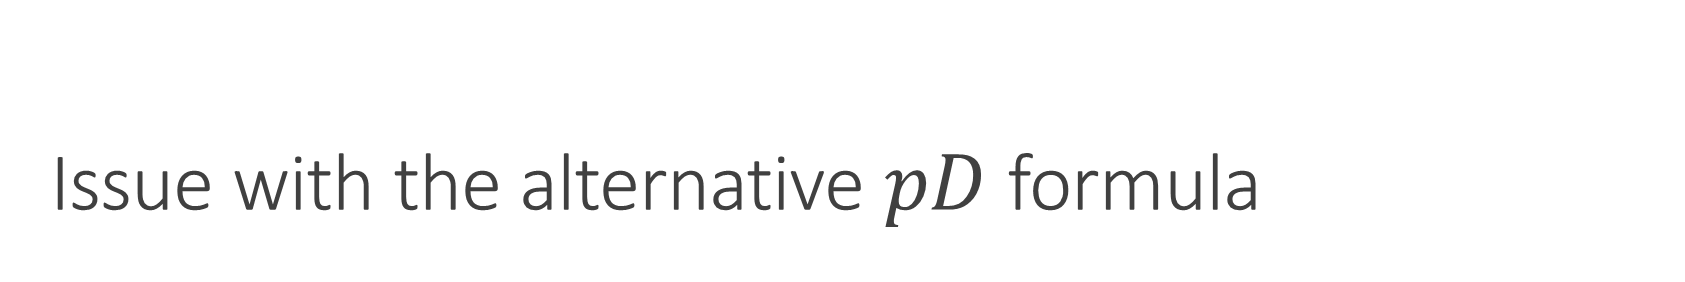 Issue with the alternative pD formula